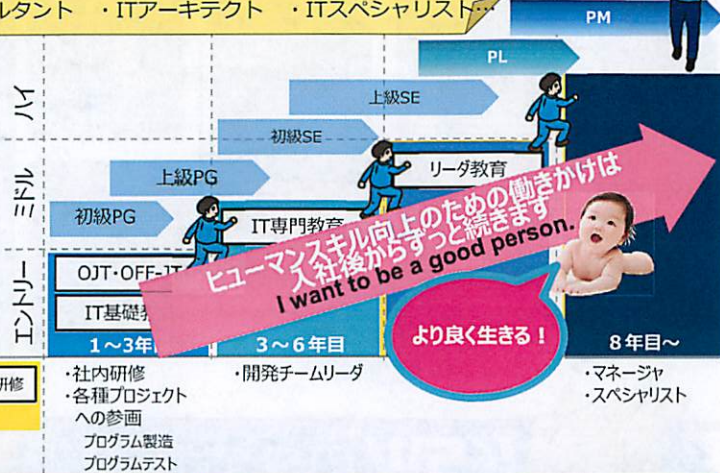 ルタント ・ITアーキテクト ・ITスペシャリスト…
PM
PL
ハイ
上級SE
初級SE
ミドル
上級PG
初級PG
リーダ教育
IT専門教育
エントリー
OJT・OFF-JT
IT基礎
ヒューマンスキル向上のための働きかけは
入社後からずっと続きます
I want to be a good person.
より良く生きる！
1～3年
3～6年目
8年目～
研修
・社内研修
・各種プロジェクト
への参画
プログラム製造
プログラムテスト
・開発チームリーダ
・マネージャ
・スペシャリスト